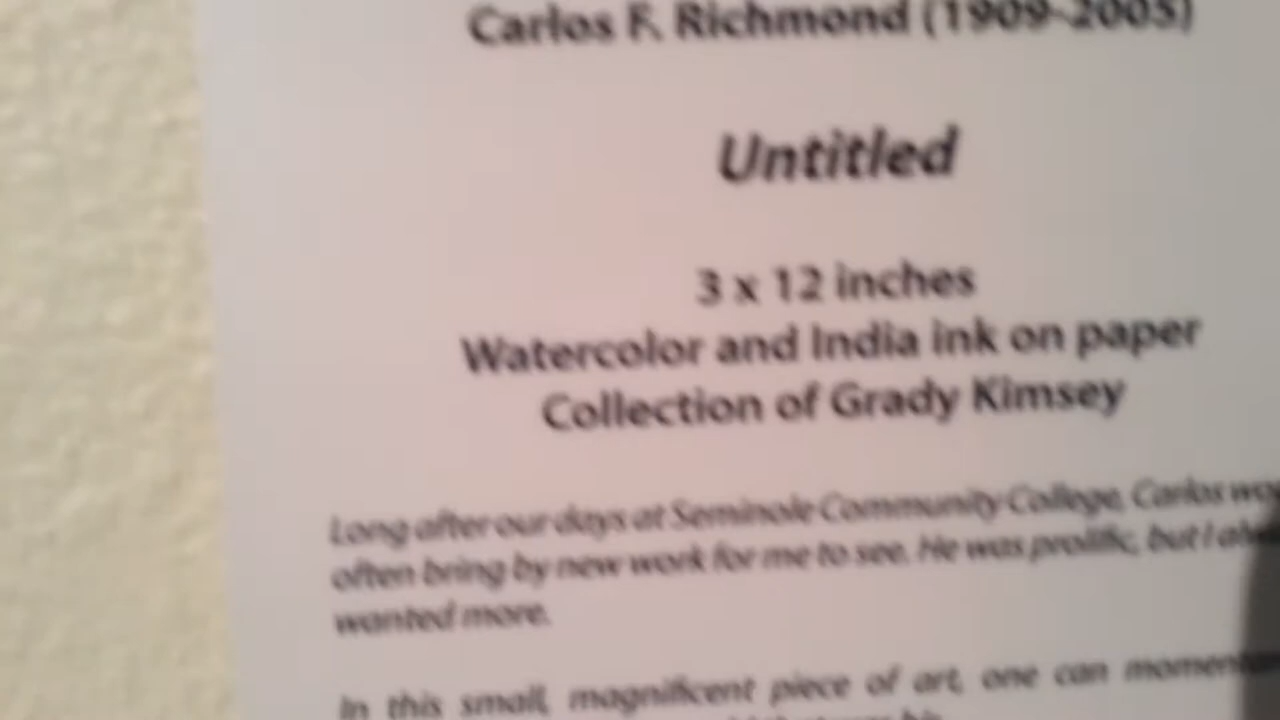 Carlos F. Richmond (1909-2005)
Untitled
3 x 12 inches
Watercolor and India ink on paper
Collection of Grady Kimsey
Long after our days at Seminole Community College, Carlos
often bring by new work for me to see. He was prolific, but I
wanted more.
In this small, magnificent piece of art, one can